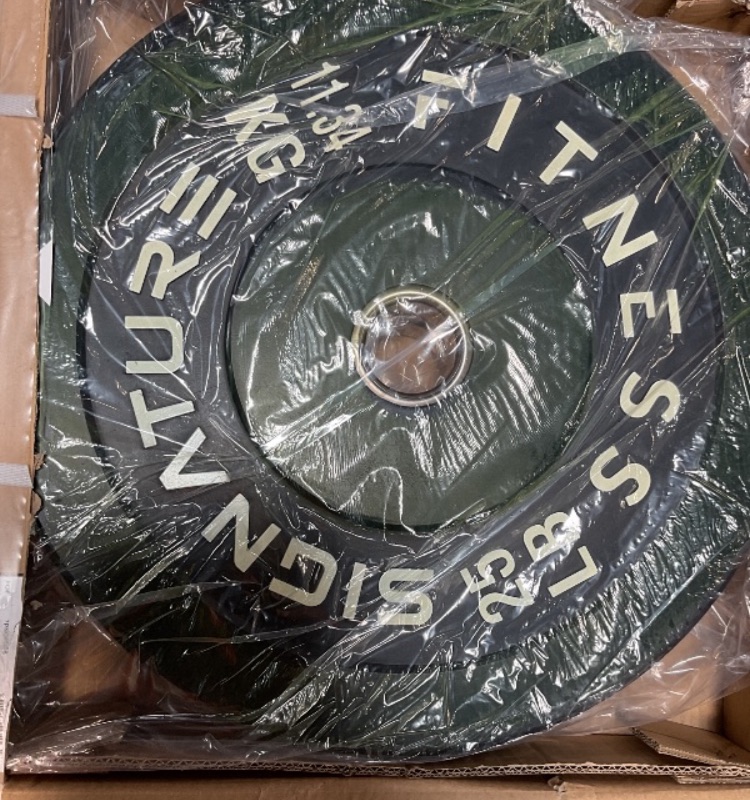 SIGNATURE
FITNESS
11.34
KG
25
LB